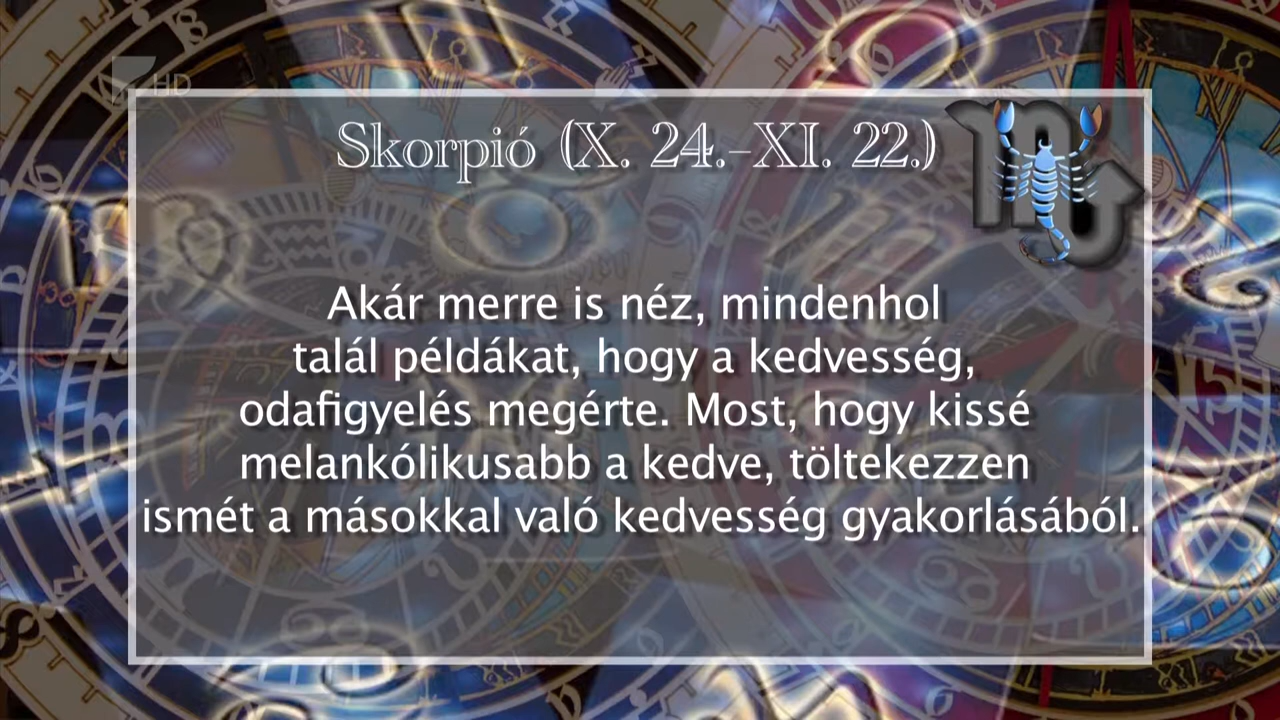 HD
Skorpió (X. 24.-XI. 22.)
Akár merre is néz, mindenhol
talál példákat, hogy a kedvesség,
odafigyelés megérte. Most, hogy kissé
melankólikusabb a kedve, töltekezzen
ismét a másokkal való kedvesség gyakorlásából.